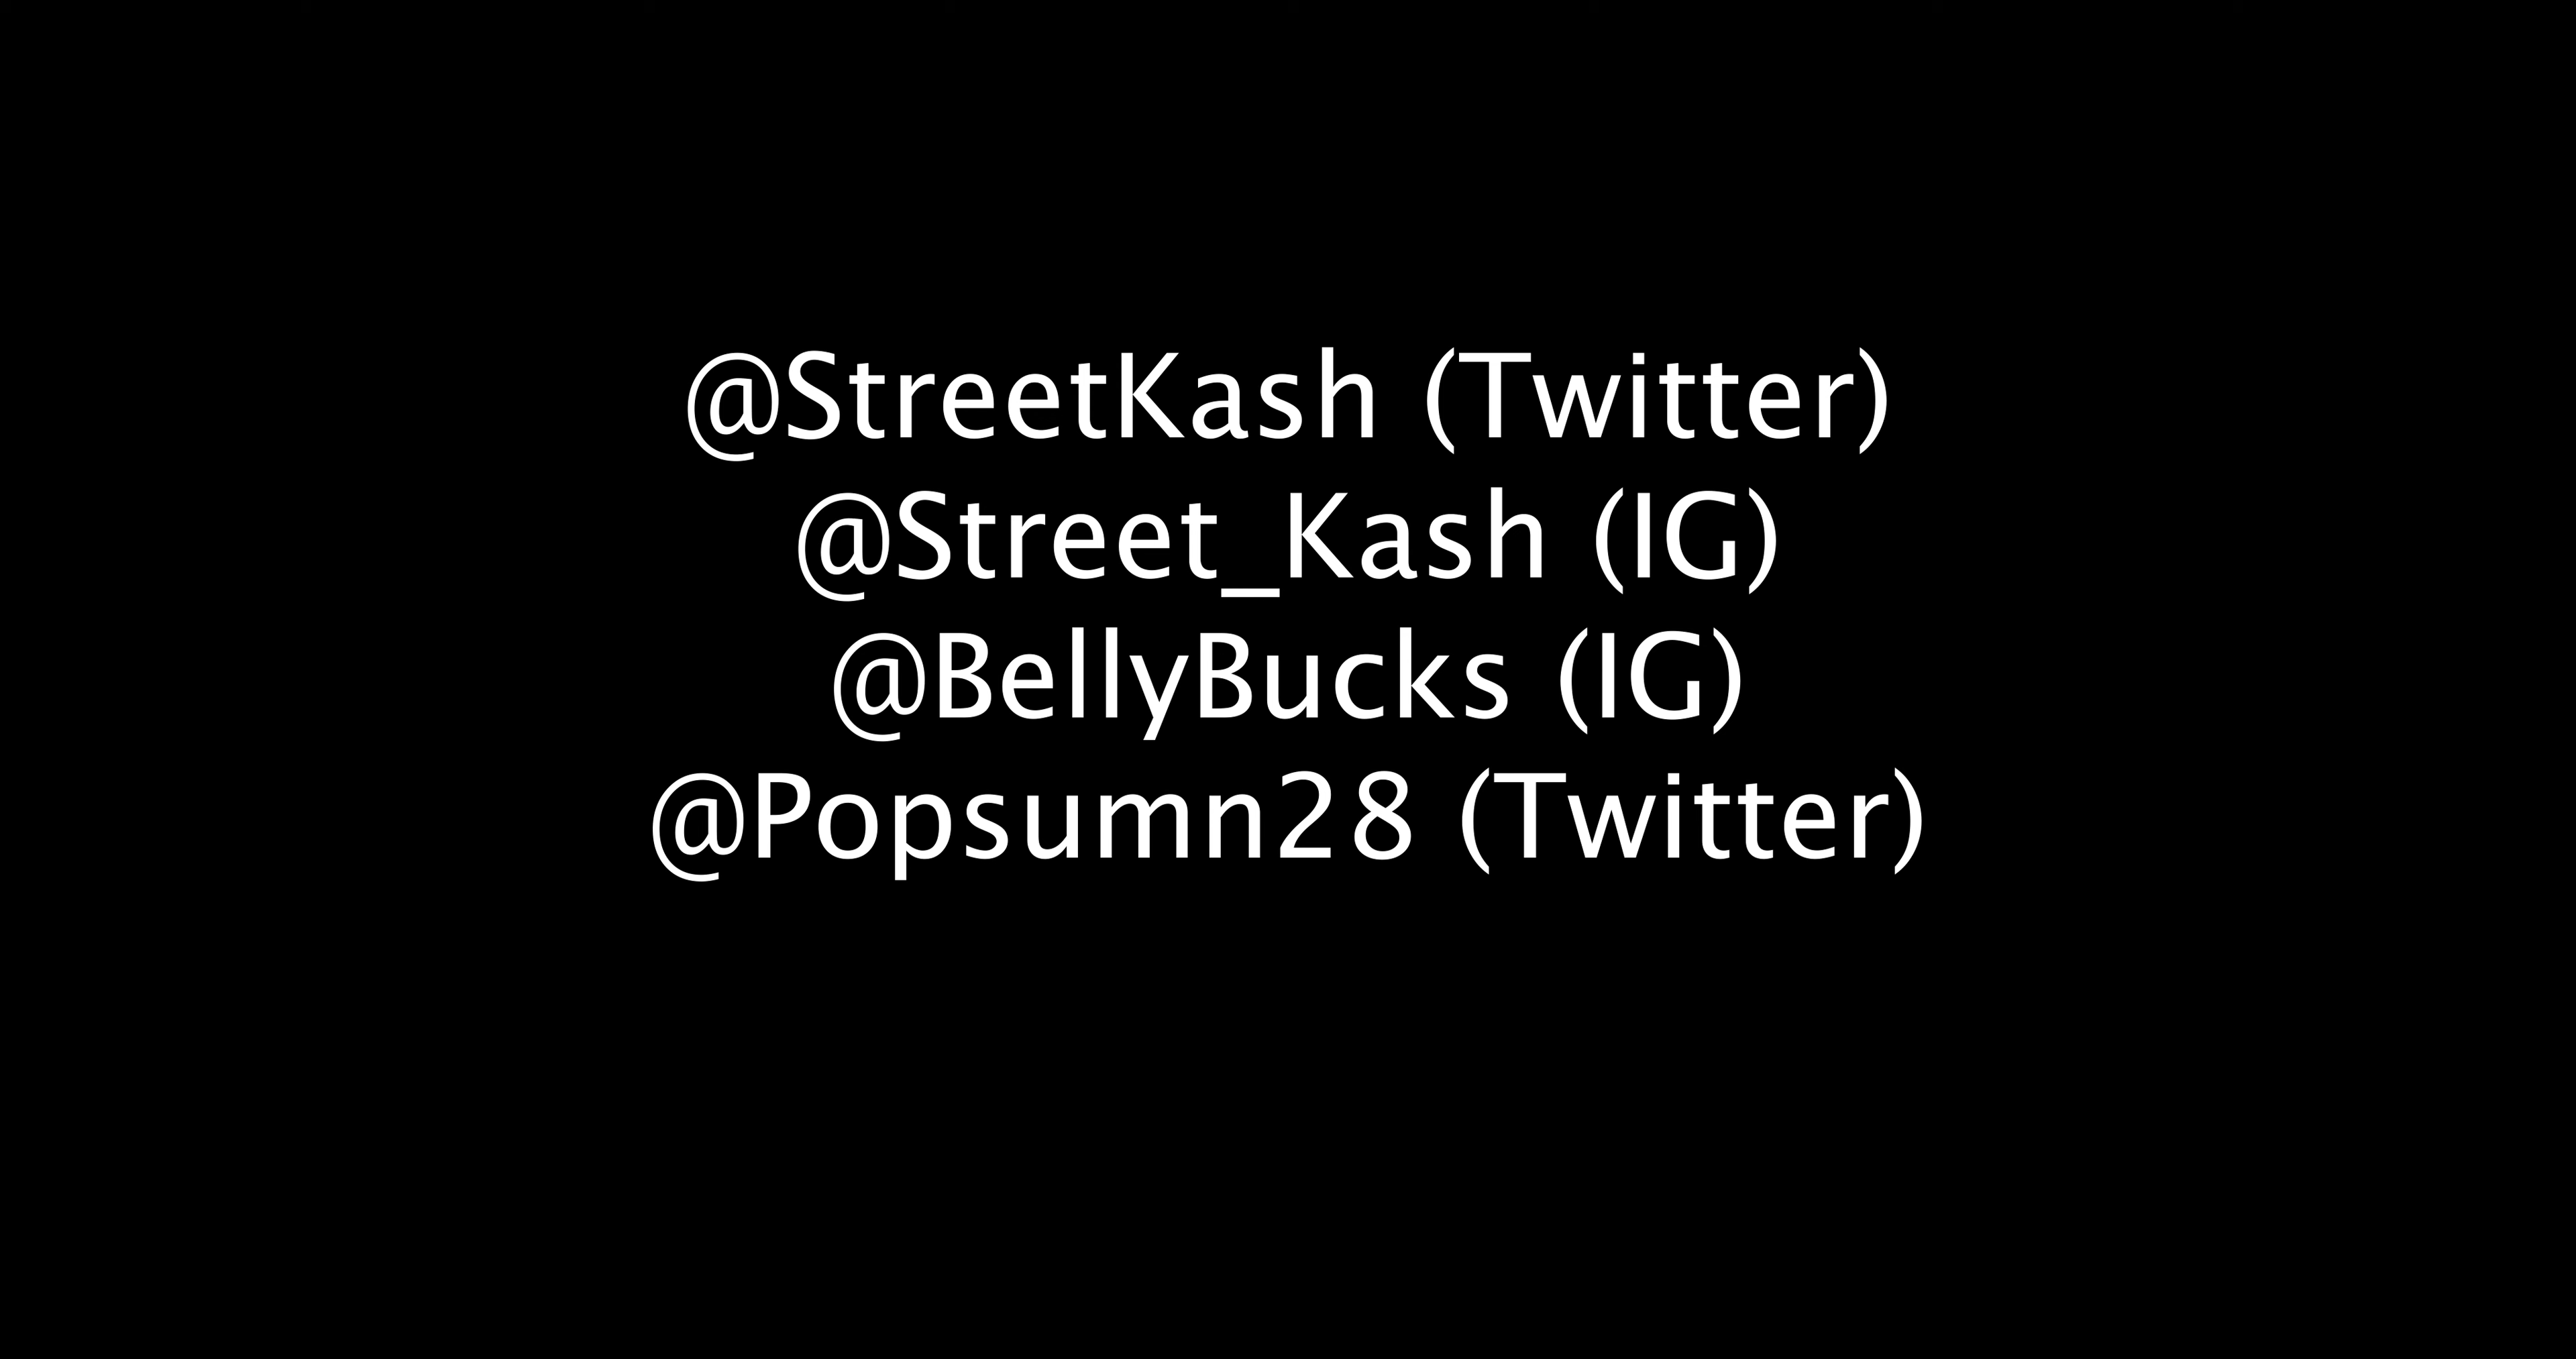 @StreetKash (Twitter)
@Street_Kash (IG)
@BellyBucks (IG)
@Popsumn28 (Twitter)